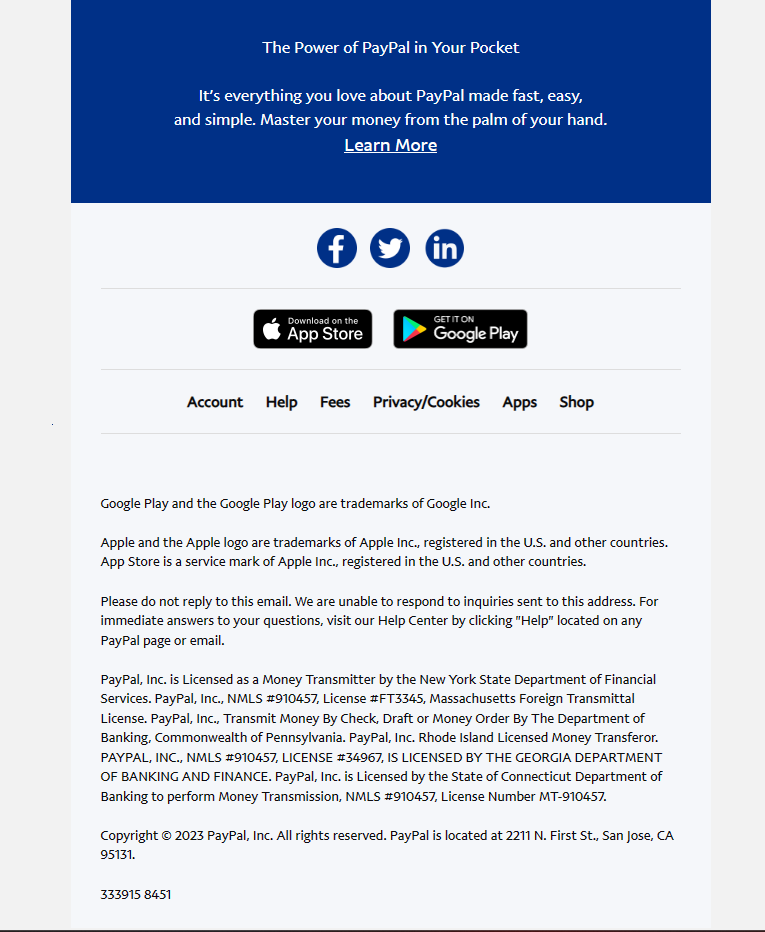 The Power of PayPal in Your Pocket
It's everything you love about PayPal made fast, easy,
and simple. Master your money from the palm of your hand.
Learn More
f in
Download on the
App Store
GET IT ON
Google Play
Account Help Fees Privacy/Cookies Apps Shop
Google Play and the Google Play logo are trademarks of Google Inc.
Apple and the Apple logo are trademarks of Apple Inc., registered in the U.S. and other countries.
App Store is a service mark of Apple Inc., registered in the U.S. and other countries.
Please do not reply to this email. We are unable to respond to inquiries sent to this address. For
immediate answers to your questions, visit our Help Center by clicking "Help" located on any
PayPal page or email.
PayPal, Inc. is Licensed as a Money Transmitter by the New York State Department of Financial
Services. PayPal, Inc., NMLS #910457, License #FT3345, Massachusetts Foreign Transmittal
License. PayPal, Inc., Transmit Money By Check, Draft or Money Order By The Department of
Banking, Commonwealth of Pennsylvania. PayPal, Inc. Rhode Island Licensed Money Transferor.
PAYPAL, INC., NMLS #910457, LICENSE #34967, IS LICENSED BY THE GEORGIA DEPARTMENT
OF BANKING AND FINANCE. PayPal, Inc. is Licensed by the State of Connecticut Department of
Banking to perform Money Transmission, NMLS #910457, License Number MT-910457.
Copyright © 2023 PayPal, Inc. All rights reserved. PayPal is located at 2211 N. First St., San Jose, CA
95131.
333915 8451